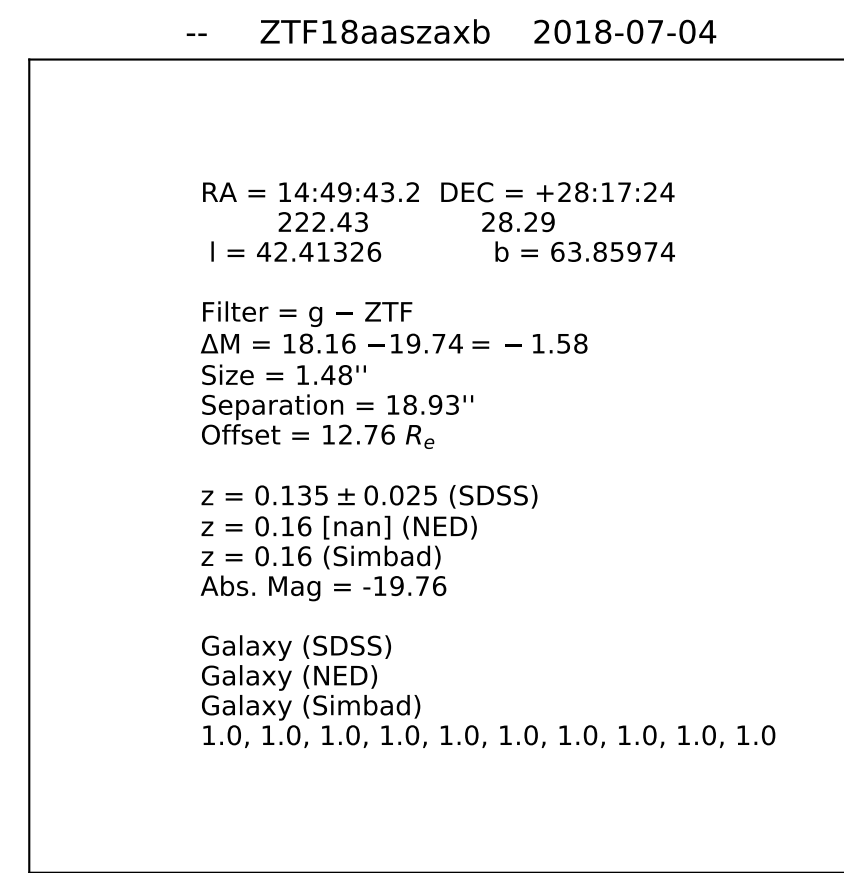 -- ZTF18aaszaxb 2018-07-04
RA = 14:49:43.2 DEC = +28:17:24
222.43 28.29
l = 42.41326 b = 63.85974
Filter = g − ZTF
ΔM = 18.16 −19.74 = − 1.58
Size = 1.48''
Separation = 18.93''
Offset = 12.76 Rₑ
z = 0.135 ± 0.025 (SDSS)
z = 0.16 [nan] (NED)
z = 0.16 (Simbad)
Abs. Mag = -19.76
Galaxy (SDSS)
Galaxy (NED)
Galaxy (Simbad)
1.0, 1.0, 1.0, 1.0, 1.0, 1.0, 1.0, 1.0, 1.0, 1.0